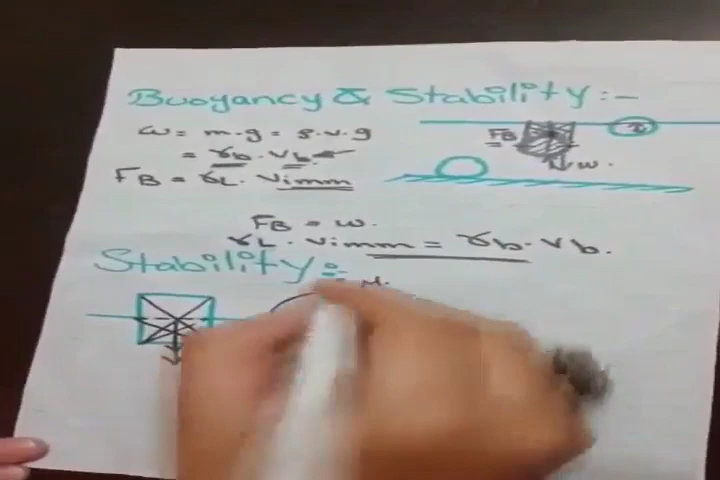 Buoyancy & Stability :-
w = m.g = ρ.v.g
= γb . Vb
FB = γL . Vimm
FB
w.
FB = w.
γL . Vimm = γb . Vb.
Stability :-
M.